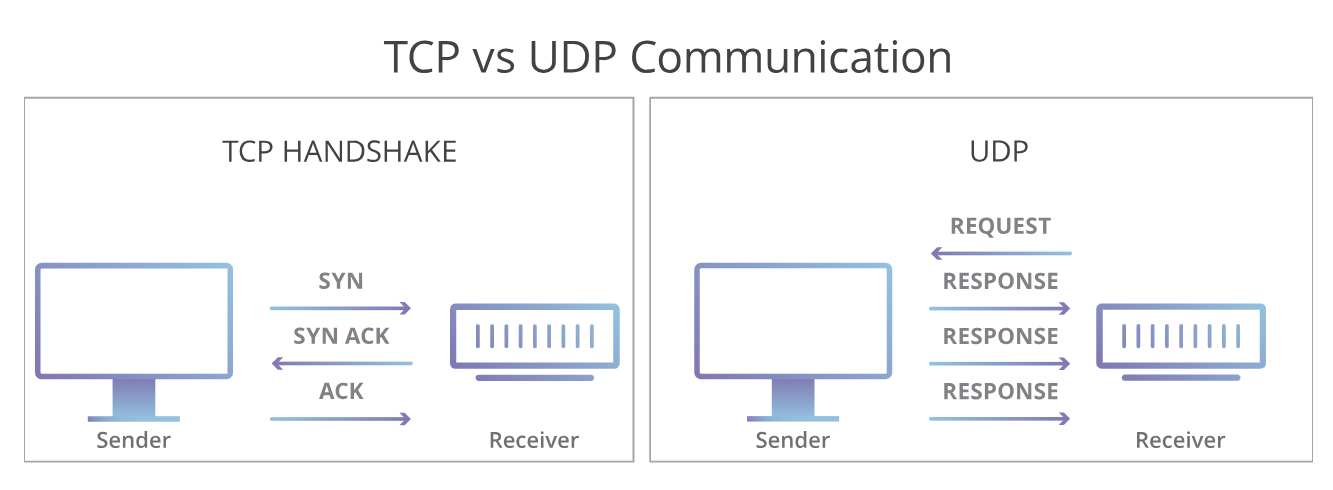 TCP vs UDP Communication
TCP HANDSHAKE
SYN
SYN ACK
ACK
Sender
Receiver
UDP
REQUEST
RESPONSE
RESPONSE
RESPONSE
Sender
Receiver